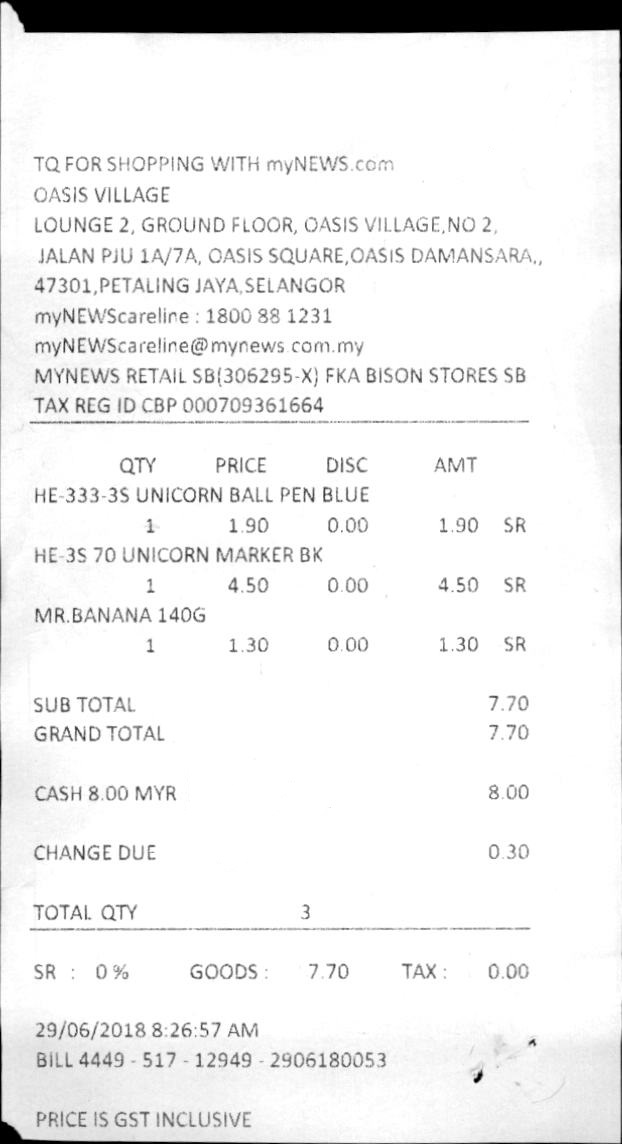 TQ FOR SHOPPING WITH myNEWS.com
OASIS VILLAGE
LOUNGE 2, GROUND FLOOR, OASIS VILLAGE,NO 2,
JALAN PJU 1A/7A, OASIS SQUARE,OASIS DAMANSARA,,
47301,PETALING JAYA,SELANGOR
myNEWScareline : 1800 88 1231
myNEWScareline@mynews.com.my
MYNEWS RETAIL SB(306295-X) FKA BISON STORES SB
TAX REG ID CBP 000709361664
QTY PRICE DISC AMT
HE-333-3S UNICORN BALL PEN BLUE
1 1.90 0.00 1.90 SR
HE-3S 70 UNICORN MARKER BK
1 4.50 0.00 4.50 SR
MR.BANANA 140G
1 1.30 0.00 1.30 SR
SUB TOTAL 7.70
GRAND TOTAL 7.70
CASH 8.00 MYR 8.00
CHANGE DUE 0.30
TOTAL QTY 3
SR : 0 % GOODS : 7.70 TAX : 0.00
29/06/2018 8:26:57 AM
BILL 4449 - 517 - 12949 - 2906180053
PRICE IS GST INCLUSIVE